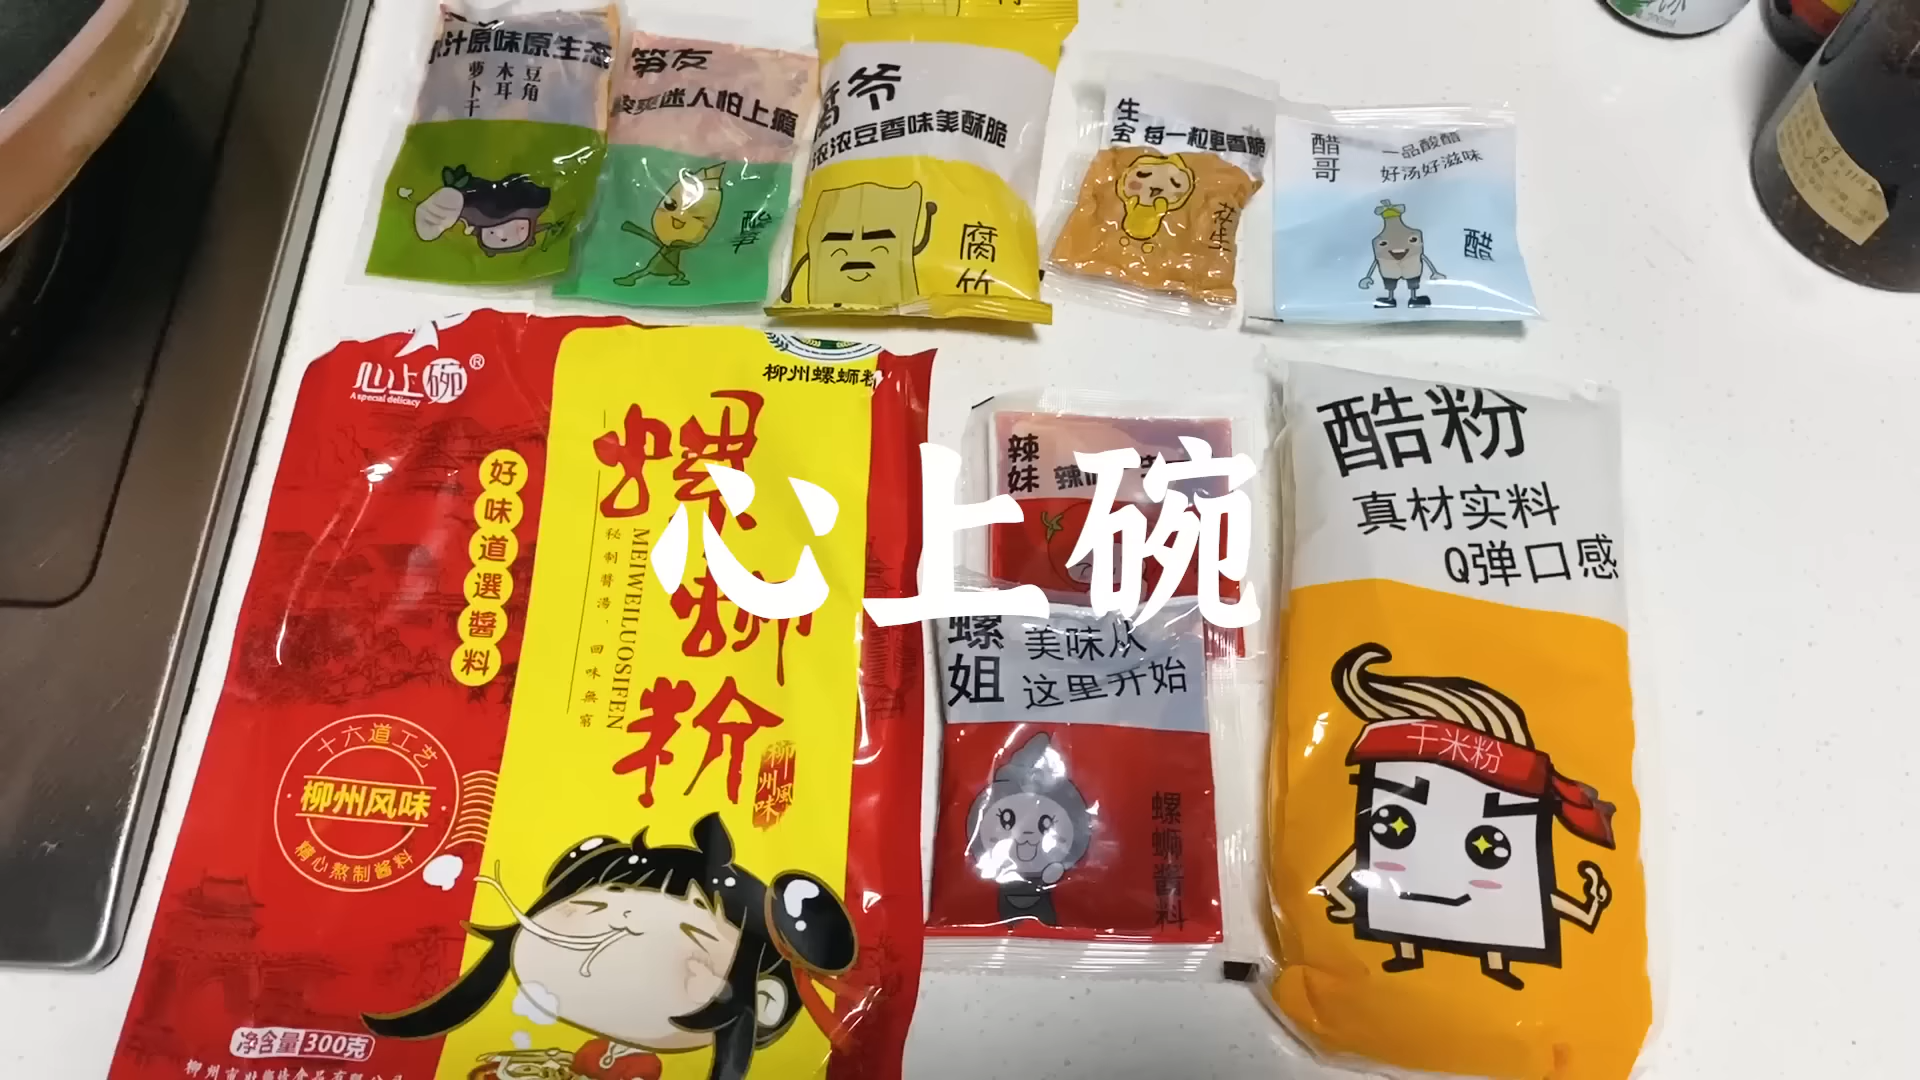 汁原味原生态
萝卜干
木耳
豆角
笋友
爽迷人怕上瘾
酸笋
爷
浓浓豆香味美酥脆
腐竹
生宝
每一粒更香脆
花生
醋哥
一品酸醋
好汤好滋味
醋
心上碗®
A special delicacy
柳州螺蛳粉
好味道選醬料
螺蛳粉
MEIWEILUOSIFEN
秘制醬湯，回味無窮
柳州風味
十六道工艺
柳州风味
精心熬制酱料
净含量300克
辣妹
辣
心上碗
螺姐
美味从
这里开始
螺蛳酱料
酷粉
真材实料
Q弹口感
干米粉